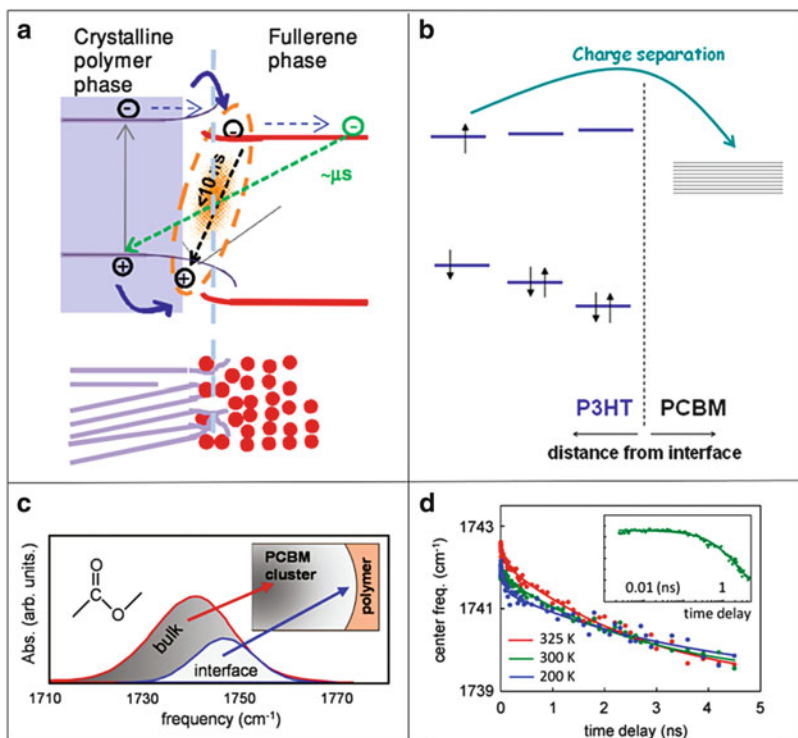 a
Crystalline
polymer
phase
Fullerene
phase
<10 ns
~μs
b
Charge separation
P3HT PCBM
distance from interface
c
Abs. (arb. units.)
bulk
interface
PCBM
cluster
polymer
O
O
1710 1730 1750 1770
frequency (cm-1)
d
center freq. (cm-1)
1743
1741
1739
0.01 (ns) 1
time delay
325 K
300 K
200 K
0 1 2 3 4 5
time delay (ns)